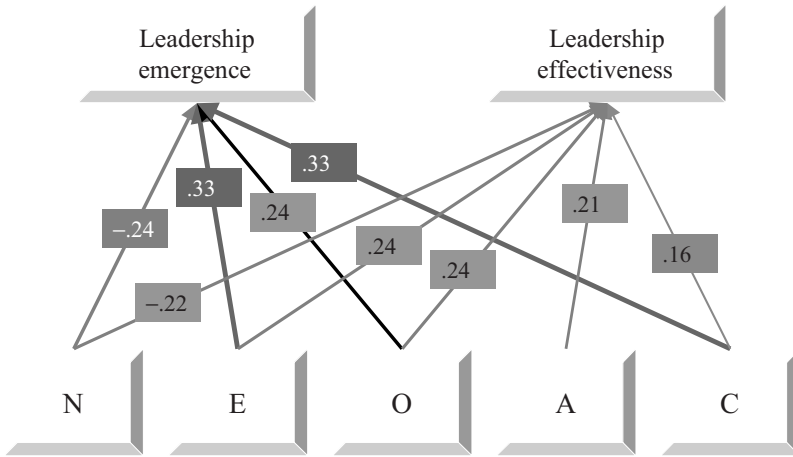 Leadership
emergence
Leadership
effectiveness
.33
.33
.24
.21
−.24
.24
.24
.16
−.22
N
E
O
A
C